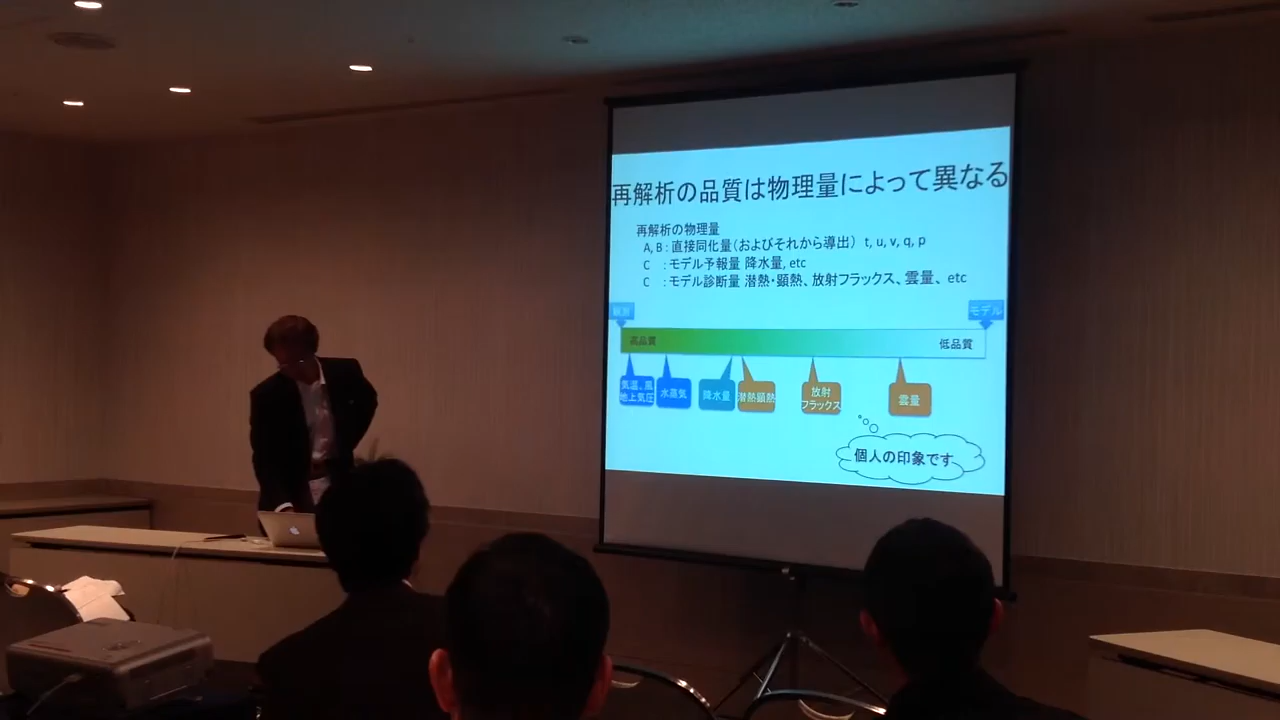 再解析の品質は物理量によって異なる
再解析の物理量
A, B : 直接同化量（およびそれから導出） t, u, v, q, p
C : モデル予報量 降水量, etc
C : モデル診断量 潜熱・顕熱、放射フラックス、雲量、 etc
観測
モデル
高品質
低品質
気温、風
地上気圧
水蒸気
降水量
潜熱顕熱
放射
フラックス
雲量
個人の印象です